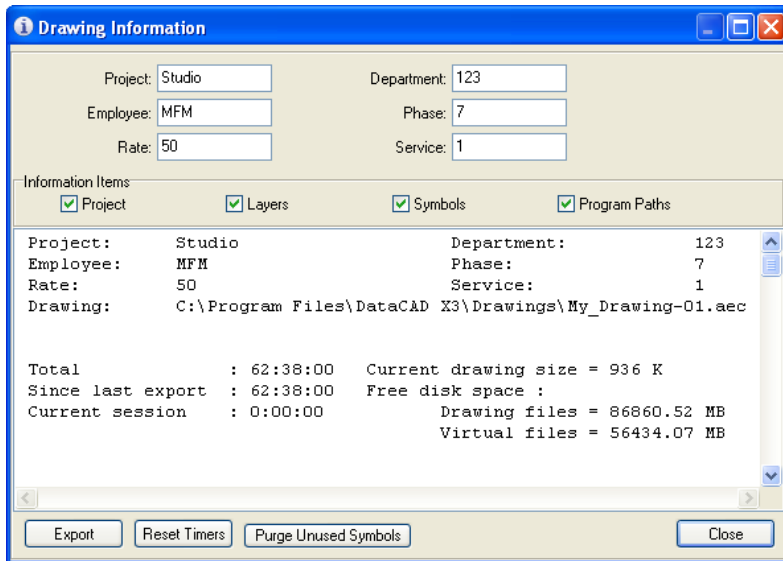 Drawing Information
Project: Studio Department: 123
Employee: MFM Phase: 7
Rate: 50 Service: 1
Information Items
Project Layers Symbols Program Paths
Project: Studio Department: 123
Employee: MFM Phase: 7
Rate: 50 Service: 1
Drawing: C:\Program Files\DataCAD X3\Drawings\My_Drawing-01.aec
Total : 62:38:00 Current drawing size = 936 K
Since last export : 62:38:00 Free disk space :
Current session : 0:00:00 Drawing files = 86860.52 MB
Virtual files = 56434.07 MB
Export Reset Timers Purge Unused Symbols Close